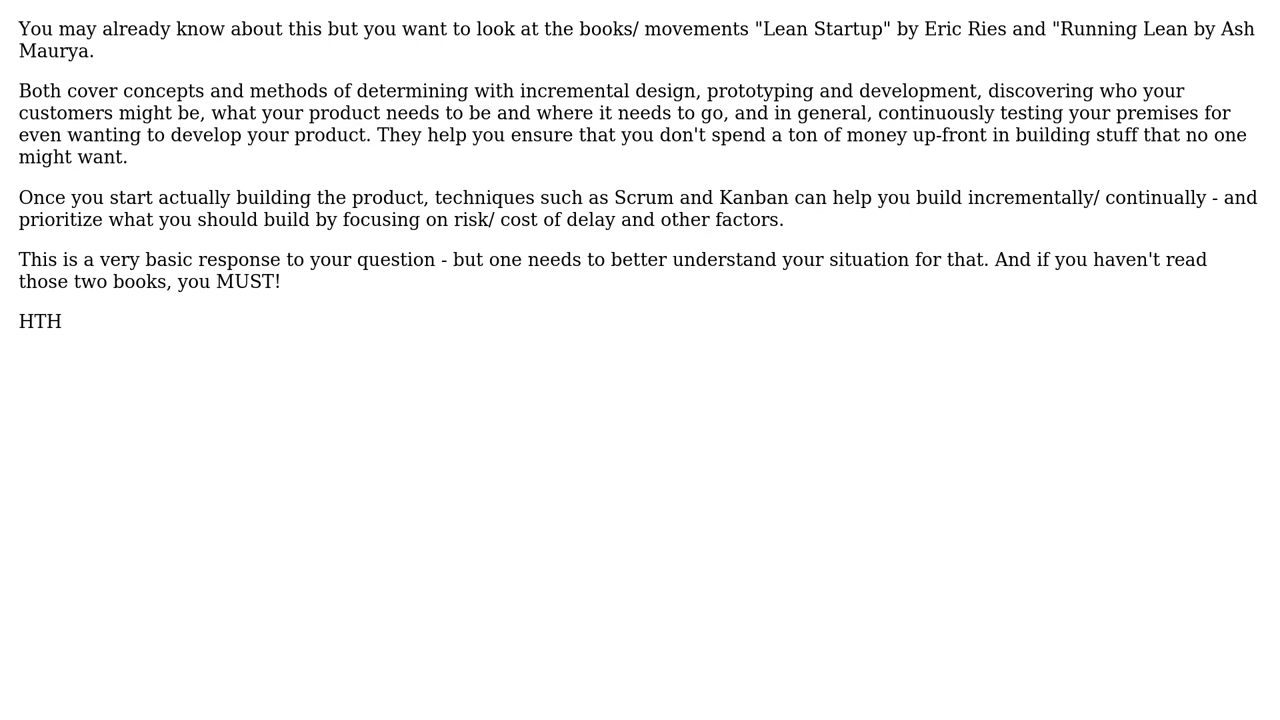 You may already know about this but you want to look at the books/ movements "Lean Startup" by Eric Ries and "Running Lean by Ash
Maurya.
Both cover concepts and methods of determining with incremental design, prototyping and development, discovering who your
customers might be, what your product needs to be and where it needs to go, and in general, continuously testing your premises for
even wanting to develop your product. They help you ensure that you don't spend a ton of money up-front in building stuff that no one
might want.
Once you start actually building the product, techniques such as Scrum and Kanban can help you build incrementally/ continually - and
prioritize what you should build by focusing on risk/ cost of delay and other factors.
This is a very basic response to your question - but one needs to better understand your situation for that. And if you haven't read
those two books, you MUST!
HTH